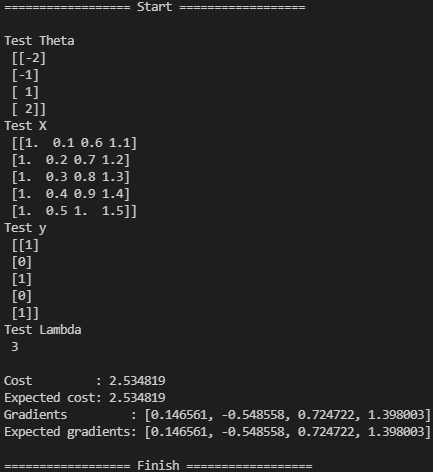 ================== Start ==================
Test Theta
 [[-2]
 [-1]
 [ 1]
 [ 2]]
Test X
 [[1.  0.1 0.6 1.1]
 [1.  0.2 0.7 1.2]
 [1.  0.3 0.8 1.3]
 [1.  0.4 0.9 1.4]
 [1.  0.5 1.  1.5]]
Test y
 [[1]
 [0]
 [1]
 [0]
 [1]]
Test Lambda
 3
Cost         : 2.534819
Expected cost: 2.534819
Gradients         : [0.146561, -0.548558, 0.724722, 1.398003]
Expected gradients: [0.146561, -0.548558, 0.724722, 1.398003]
================== Finish ==================